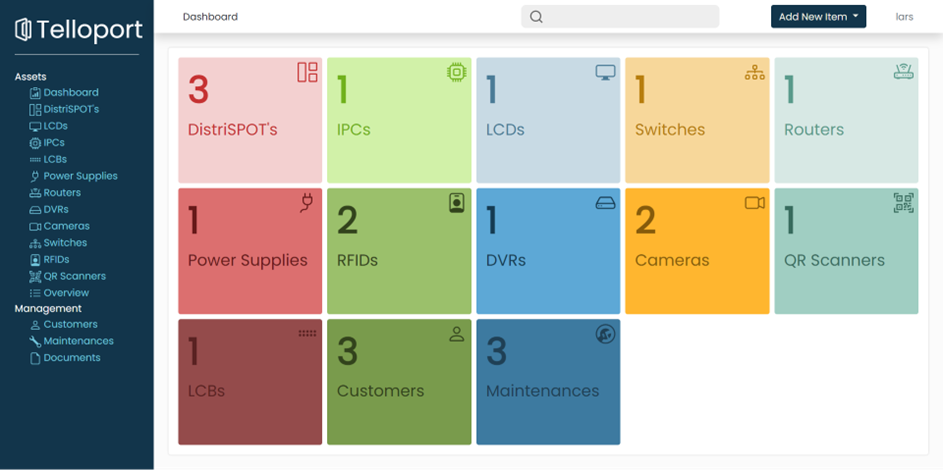 Telloport
Dashboard
Add New Item
lars
Assets
Dashboard
DistriSPOT's
LCDs
IPCs
LCBs
Power Supplies
Routers
DVRs
Cameras
Switches
RFIDs
QR Scanners
Overview
Management
Customers
Maintenances
Documents
3
DistriSPOT's
1
IPCs
1
LCDs
1
Switches
1
Routers
1
Power Supplies
2
RFIDs
1
DVRs
2
Cameras
1
QR Scanners
1
LCBs
3
Customers
3
Maintenances